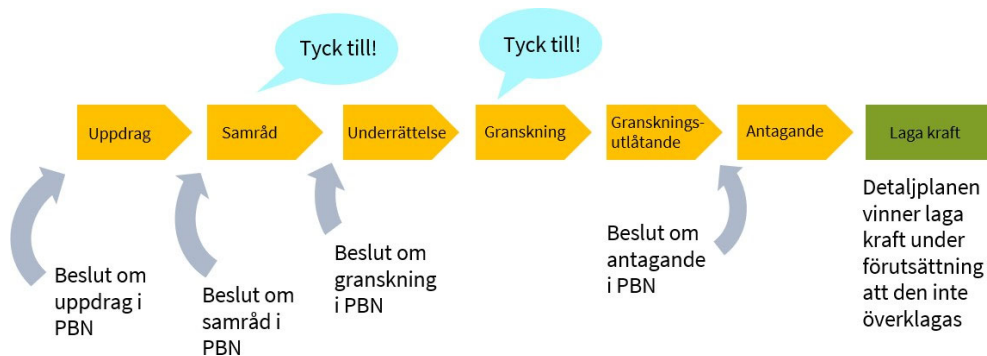 Tyck till!
Tyck till!
Uppdrag
Samråd
Underrättelse
Granskning
Gransknings-
utlåtande
Antagande
Laga kraft
Beslut om
uppdrag i
PBN
Beslut om
samråd i
PBN
Beslut om
granskning
i PBN
Beslut om
antagande
i PBN
Detaljplanen
vinner laga
kraft under
förutsättning
att den inte
överklagas